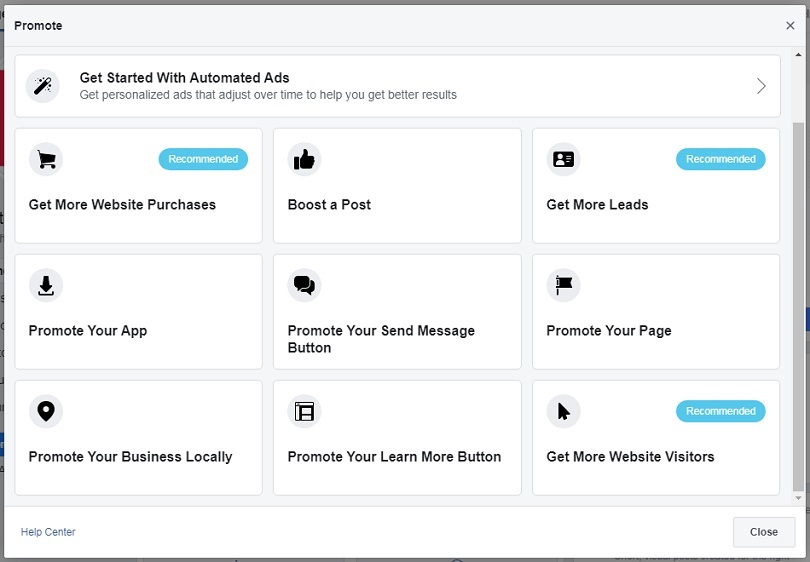 Promote
Get Started With Automated Ads
Get personalized ads that adjust over time to help you get better results
Recommended
Get More Website Purchases
Boost a Post
Recommended
Get More Leads
Promote Your App
Promote Your Send Message
Button
Promote Your Page
Promote Your Business Locally
Promote Your Learn More Button
Recommended
Get More Website Visitors
Help Center
Close